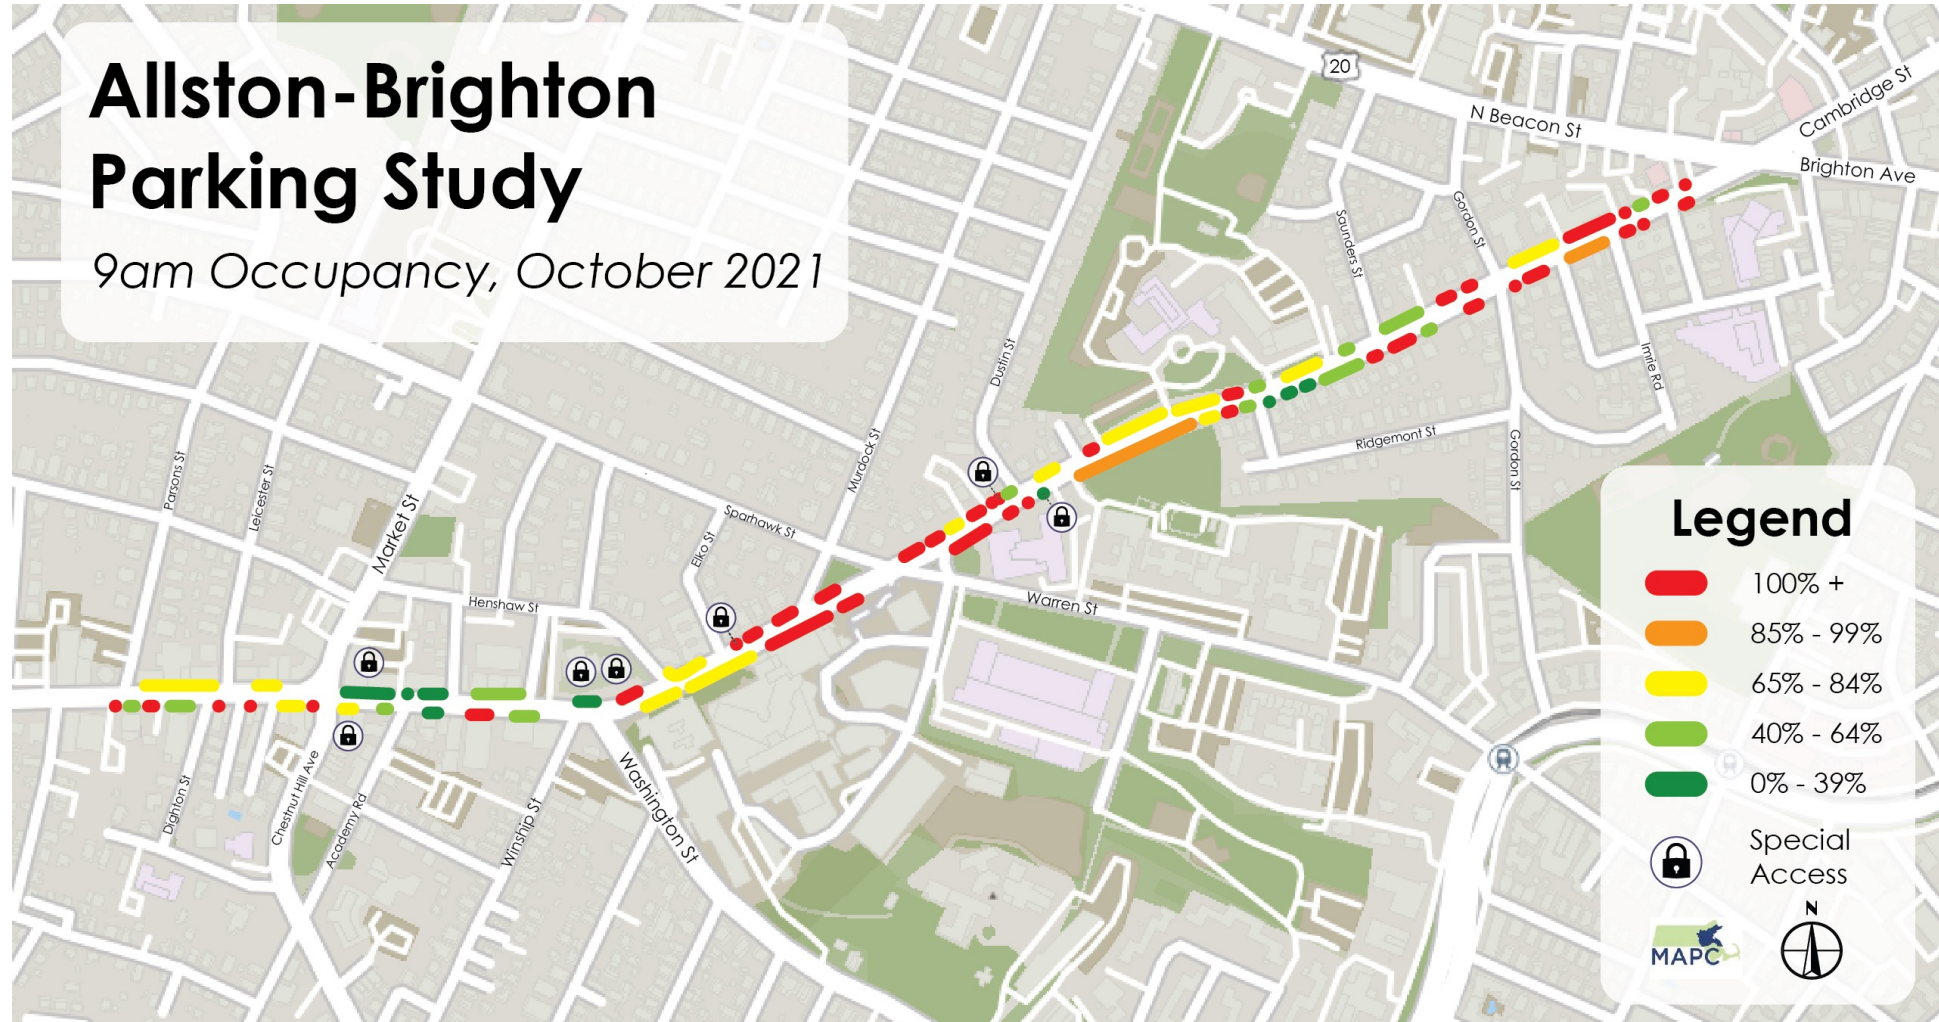 Allston-Brighton
Parking Study
9am Occupancy, October 2021
20
N Beacon St
Cambridge St
Brighton Ave
Gordon St
Saunders St
Imrie Rd
Dustin St
Ridgemont St
Gordon St
Murdock St
Parsons St
Leicester St
Market St
Sparhawk St
Elko St
Henshaw St
Warren St
Washington St
Chestnut Hill Ave
Dighton St
Academy Rd
Winship St
Legend
100% +
85% - 99%
65% - 84%
40% - 64%
0% - 39%
Special
Access
N
MAPC